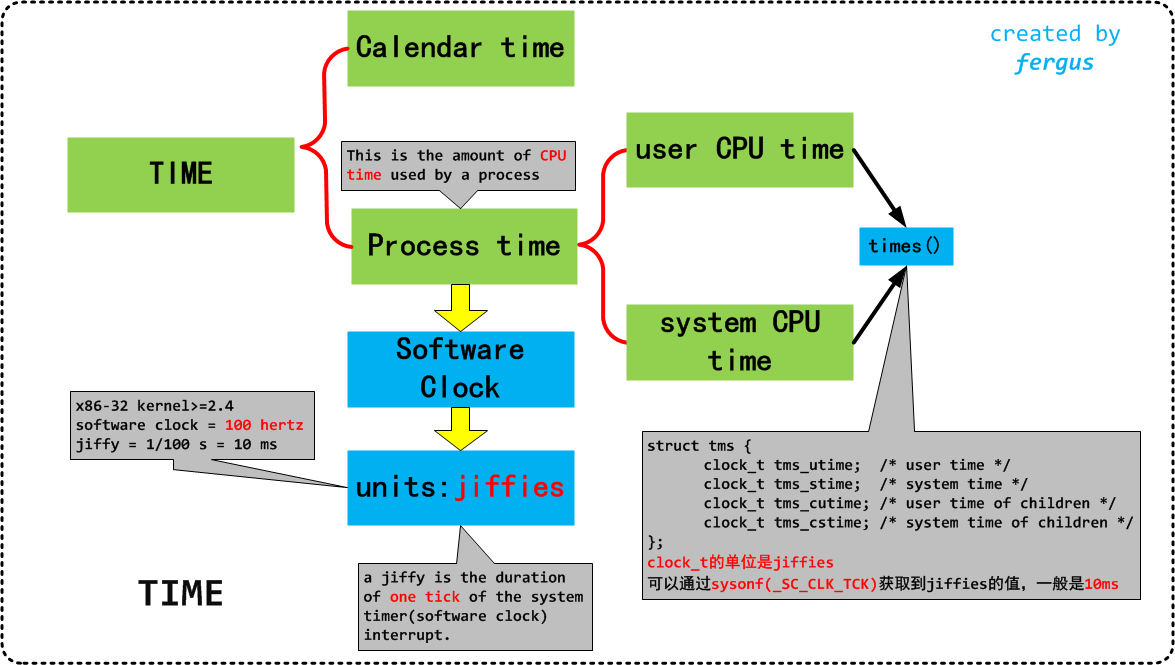 Calendar time
created by
fergus
TIME
This is the amount of CPU
time used by a process
user CPU time
Process time
times()
system CPU
time
Software
Clock
x86-32 kernel>=2.4
software clock = 100 hertz
jiffy = 1/100 s = 10 ms
units:jiffies
struct tms {
clock_t tms_utime;  /* user time */
clock_t tms_stime;  /* system time */
clock_t tms_cutime; /* user time of children */
clock_t tms_cstime; /* system time of children */
};
clock_t的单位是jiffies
可以通过sysonf(_SC_CLK_TCK)获取到jiffies的值，一般是10ms
a jiffy is the duration
of one tick of the system
timer(software clock)
interrupt.
TIME